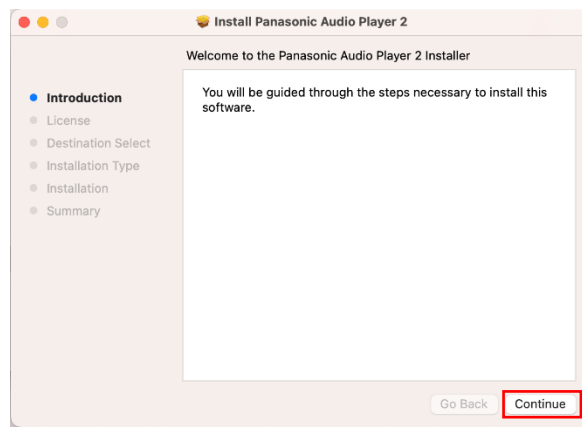 Install Panasonic Audio Player 2
Welcome to the Panasonic Audio Player 2 Installer
Introduction
License
Destination Select
Installation Type
Installation
Summary
You will be guided through the steps necessary to install this
software.
Go Back
Continue